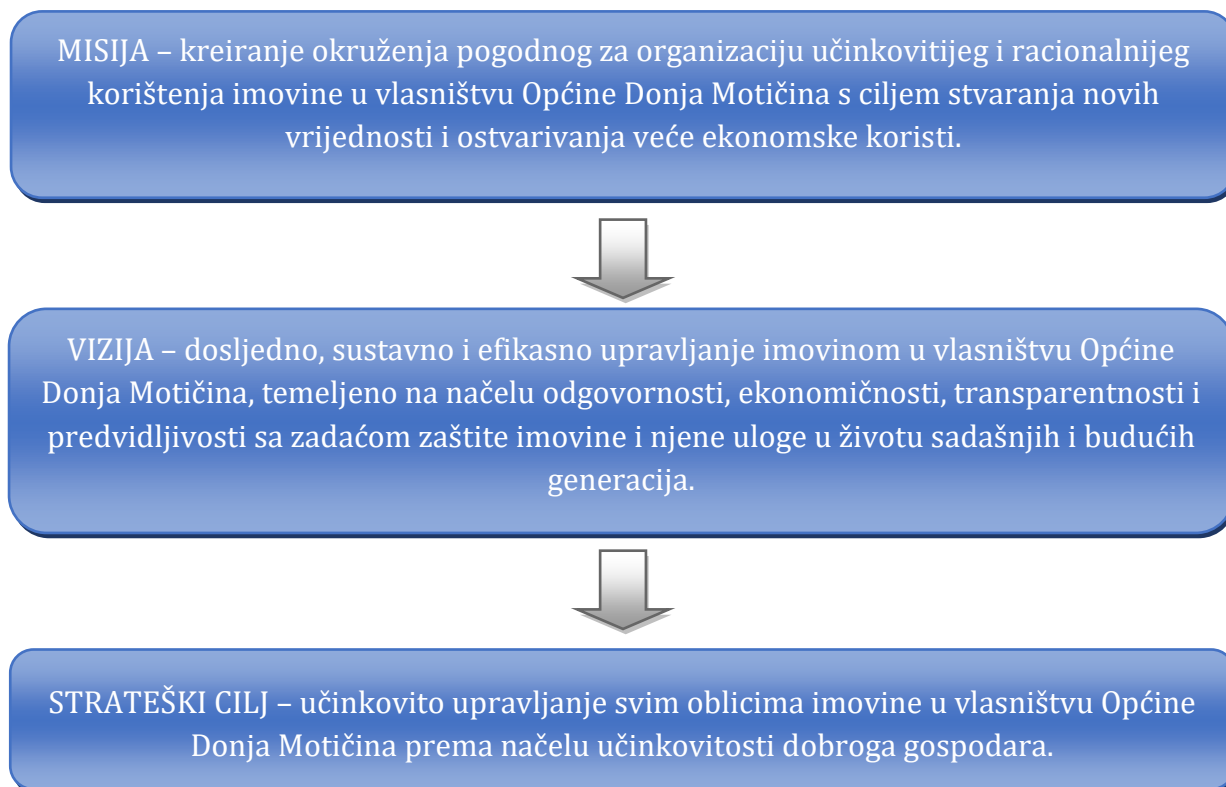 MISIJA – kreiranje okruženja pogodnog za organizaciju učinkovitijeg i racionalnijeg
korištenja imovine u vlasništvu Općine Donja Motičina s ciljem stvaranja novih
vrijednosti i ostvarivanja veće ekonomske koristi.
VIZIJA – dosljedno, sustavno i efikasno upravljanje imovinom u vlasništvu Općine
Donja Motičina, temeljeno na načelu odgovornosti, ekonomičnosti, transparentnosti i
predvidljivosti sa zadaćom zaštite imovine i njene uloge u životu sadašnjih i budućih
generacija.
STRATEŠKI CILJ – učinkovito upravljanje svim oblicima imovine u vlasništvu Općine
Donja Motičina prema načelu učinkovitosti dobroga gospodara.